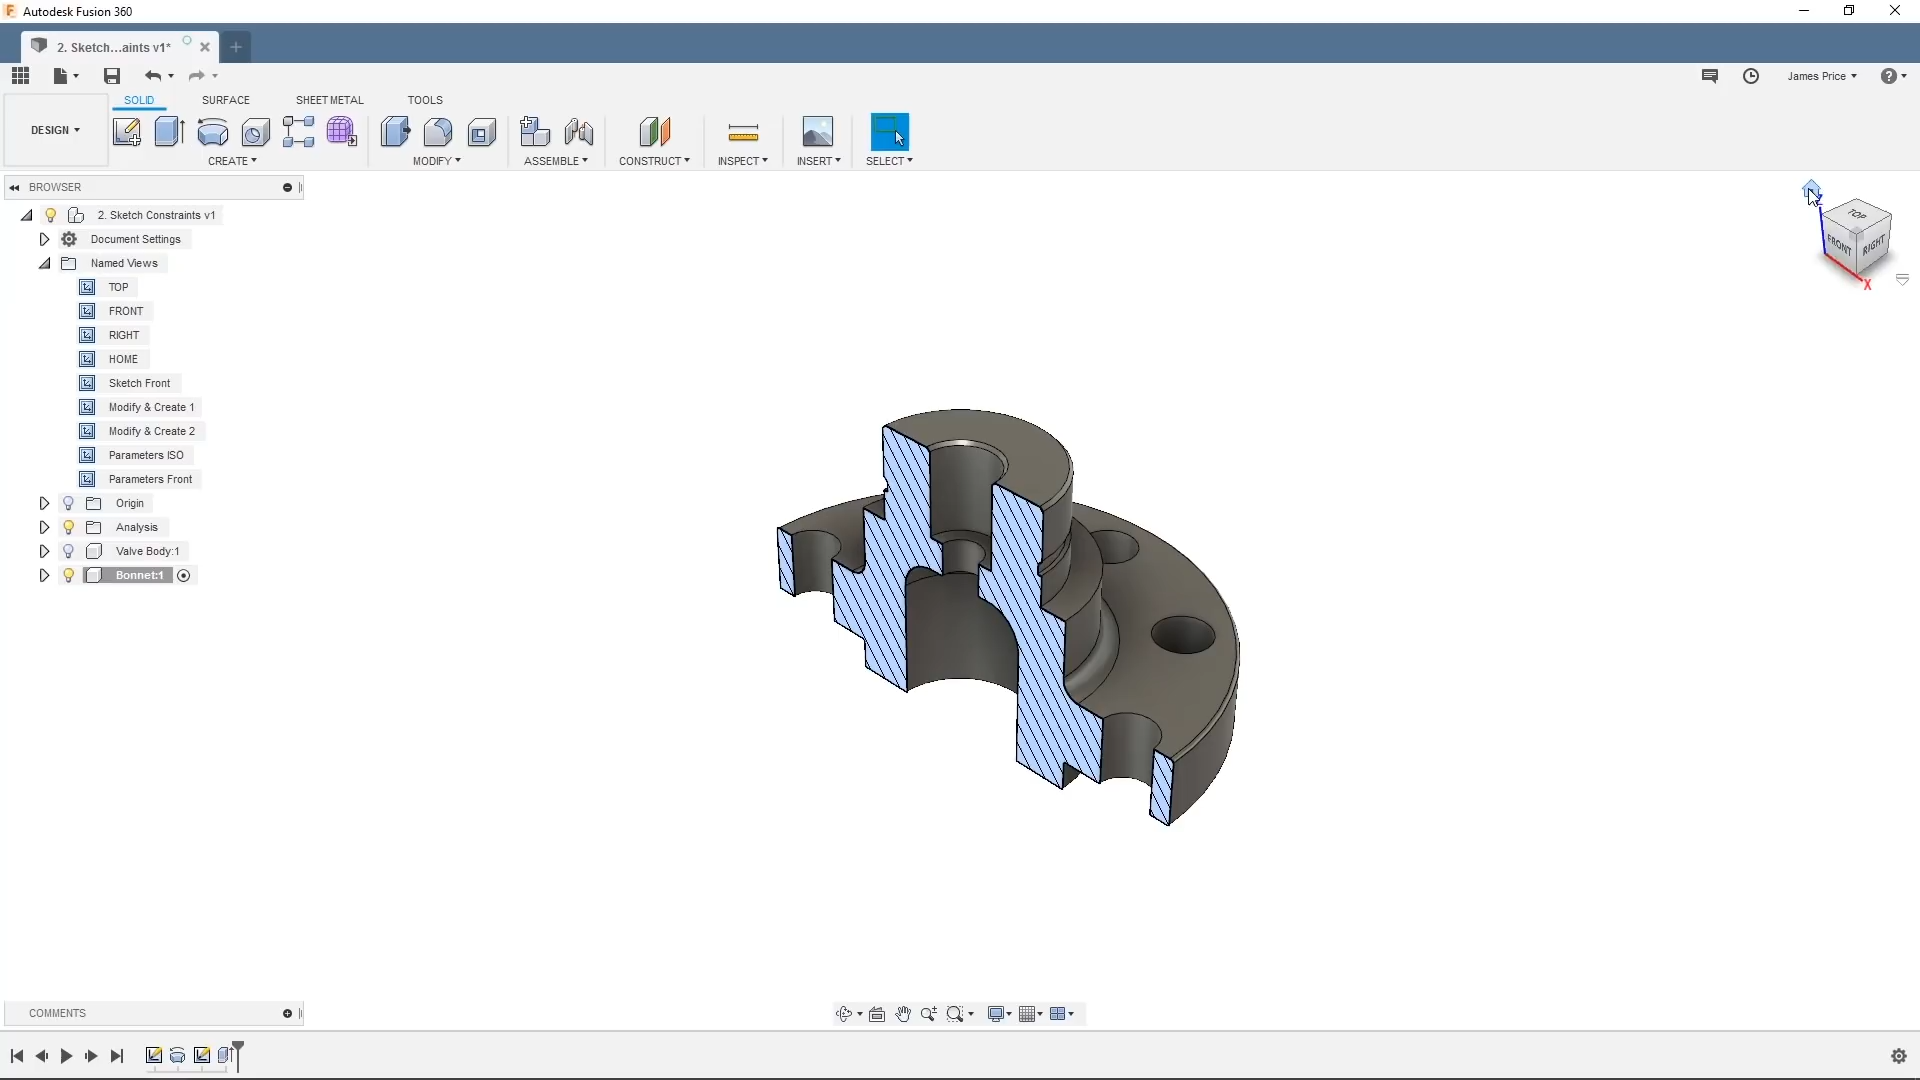 Autodesk Fusion 360
2. Sketch...aints v1*
James Price
DESIGN
SOLID SURFACE SHEET METAL TOOLS
CREATE MODIFY ASSEMBLE CONSTRUCT INSPECT INSERT SELECT
BROWSER
2. Sketch Constraints v1
Document Settings
Named Views
TOP
FRONT
RIGHT
HOME
Sketch Front
Modify & Create 1
Modify & Create 2
Parameters ISO
Parameters Front
Origin
Analysis
Valve Body:1
Bonnet:1
TOP
FRONT RIGHT
X
COMMENTS